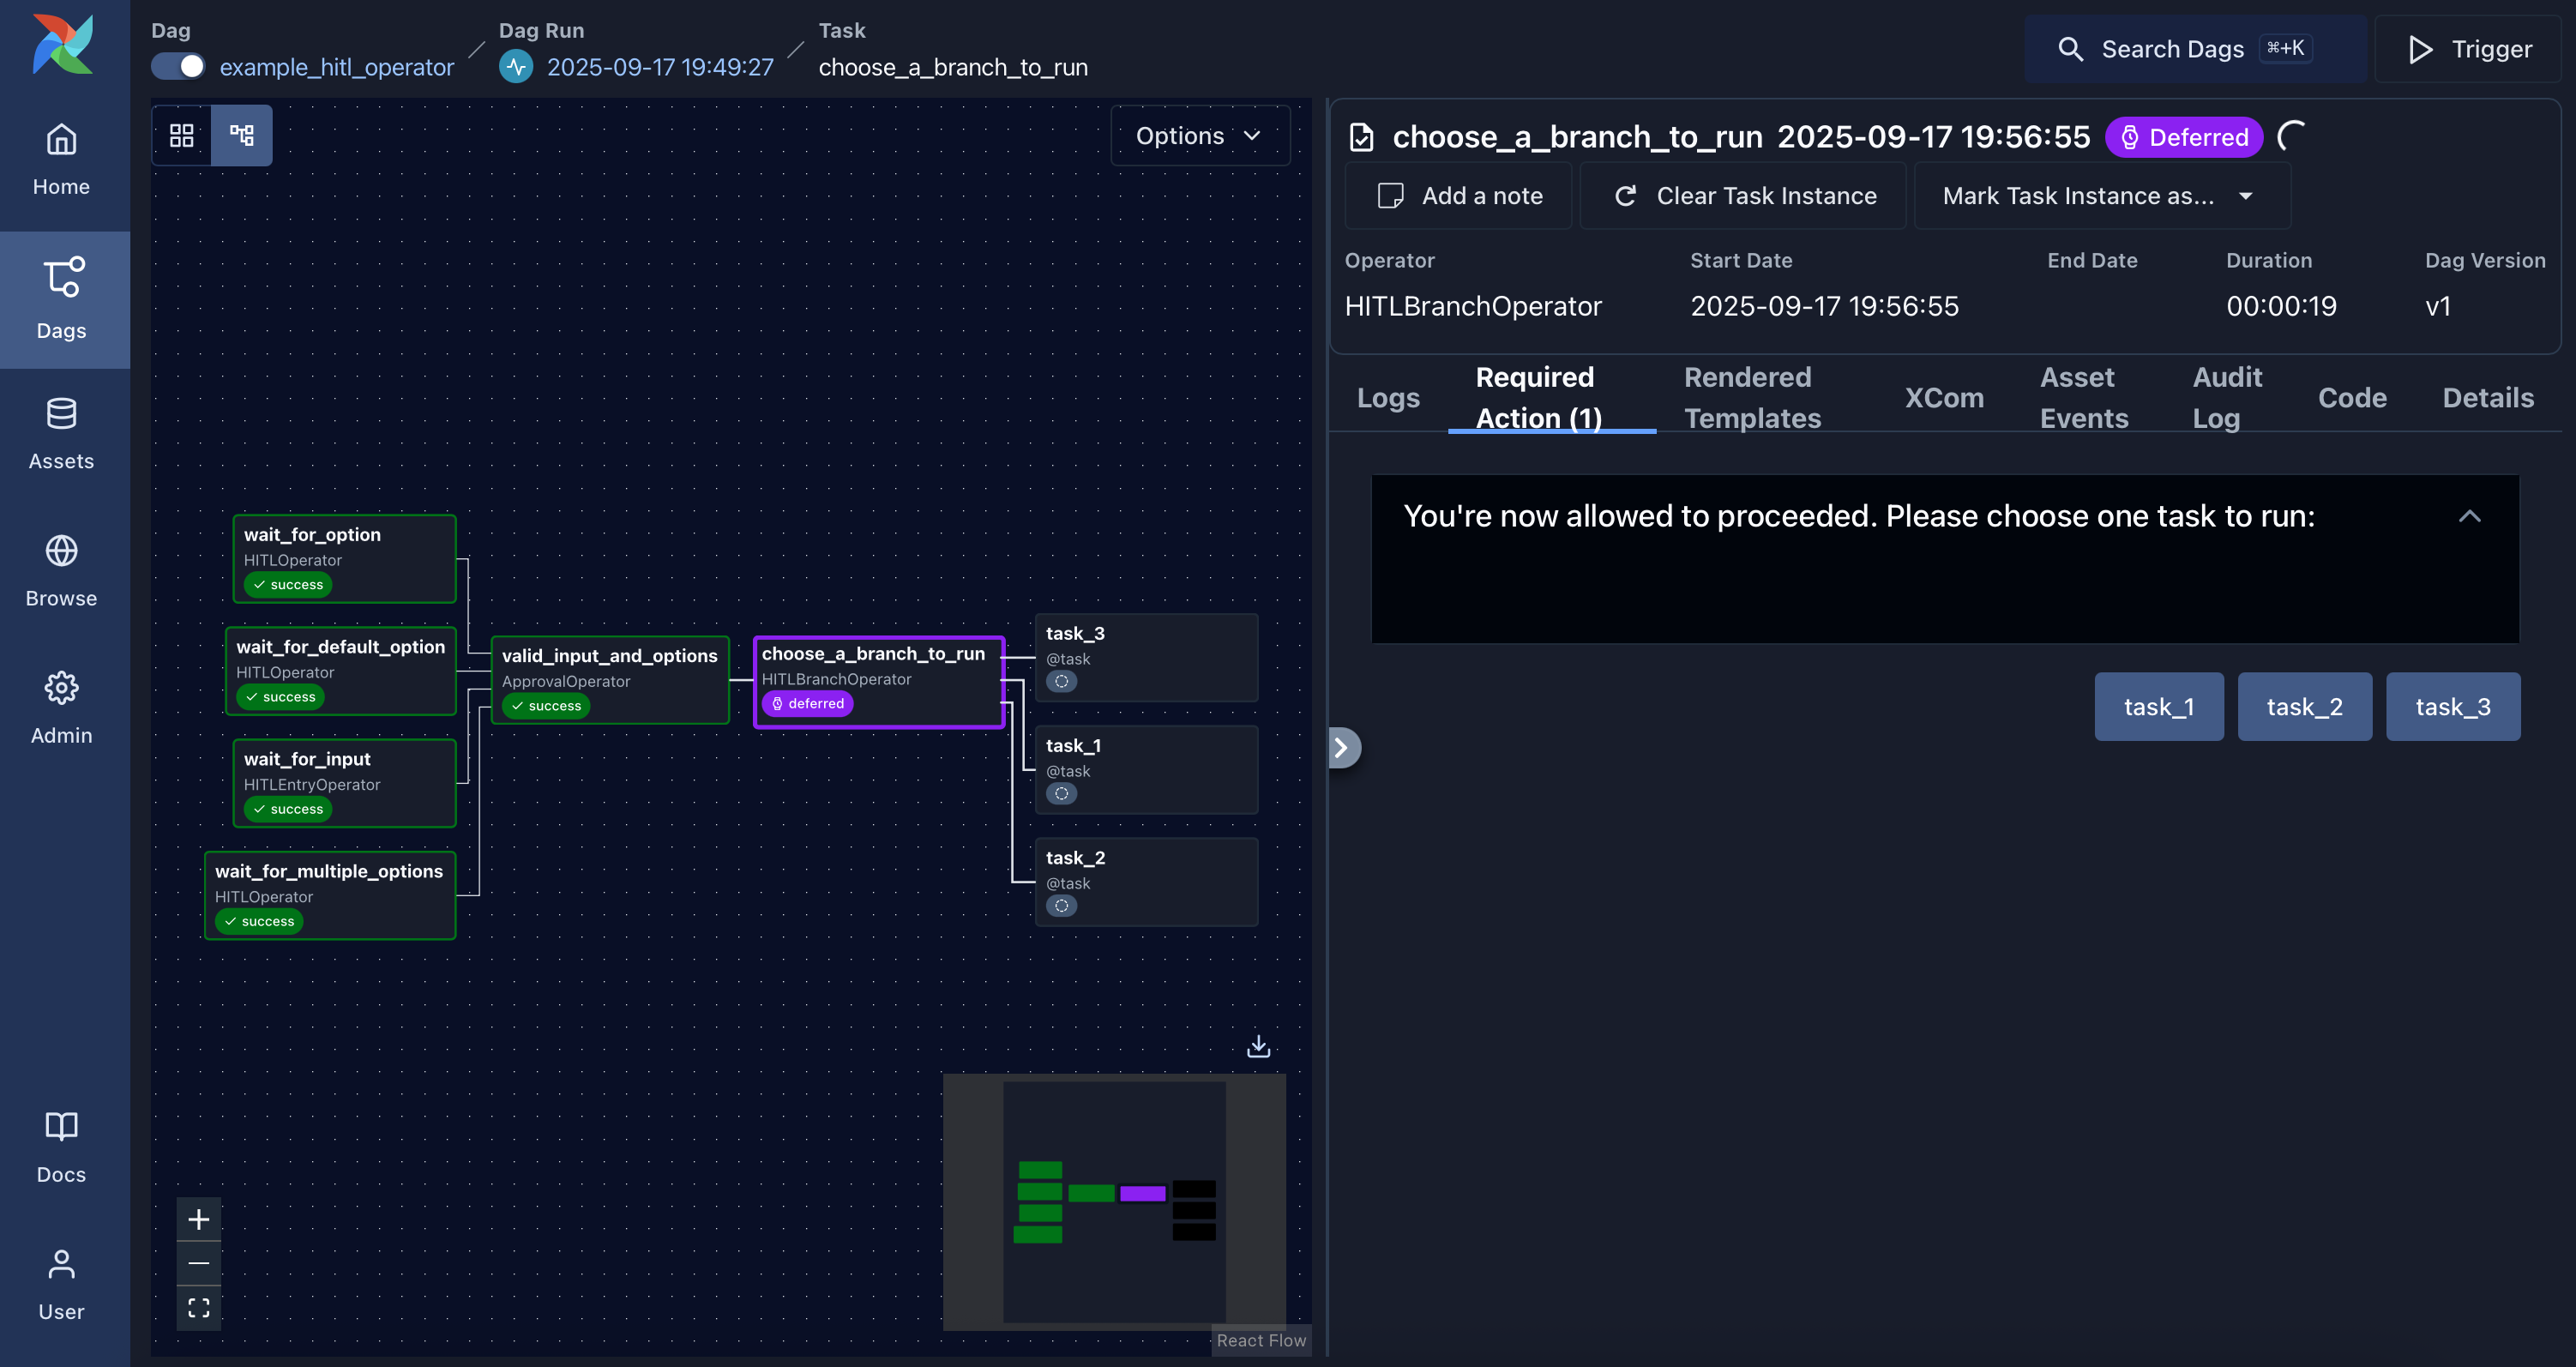 Dag
example_hitl_operator
Dag Run
2025-09-17 19:49:27
Task
choose_a_branch_to_run
Search Dags ⌘+K
Trigger
Home
Dags
Assets
Browse
Admin
Docs
User
Options
wait_for_option
HITLOperator
success
wait_for_default_option
HITLOperator
success
wait_for_input
HITLEntryOperator
success
wait_for_multiple_options
HITLOperator
success
valid_input_and_options
ApprovalOperator
success
choose_a_branch_to_run
HITLBranchOperator
deferred
task_3
@task
task_1
@task
task_2
@task
React Flow
choose_a_branch_to_run 2025-09-17 19:56:55 Deferred
Add a note
Clear Task Instance
Mark Task Instance as...
Operator Start Date End Date Duration Dag Version
HITLBranchOperator 2025-09-17 19:56:55 00:00:19 v1
Logs
Required
Action (1)
Rendered
Templates
XCom
Asset
Events
Audit
Log
Code
Details
You're now allowed to proceeded. Please choose one task to run:
task_1 task_2 task_3